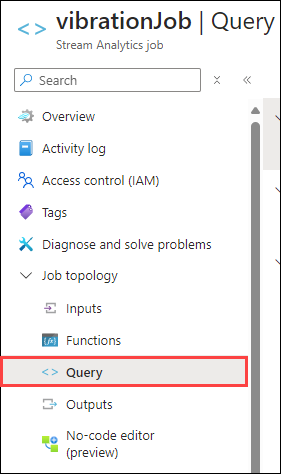 vibrationJob | Query
Stream Analytics job
Search
Overview
Activity log
Access control (IAM)
Tags
Diagnose and solve problems
Job topology
Inputs
Functions
Query
Outputs
No-code editor
(preview)